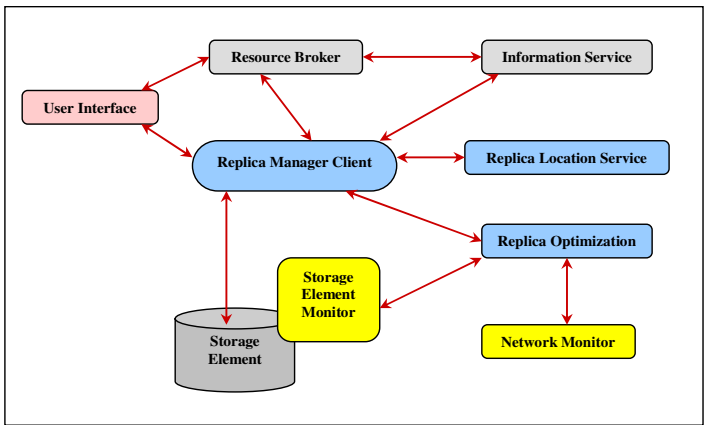 Resource Broker
Information Service
User Interface
Replica Manager Client
Replica Location Service
Replica Optimization
Storage
Element
Monitor
Storage
Element
Network Monitor